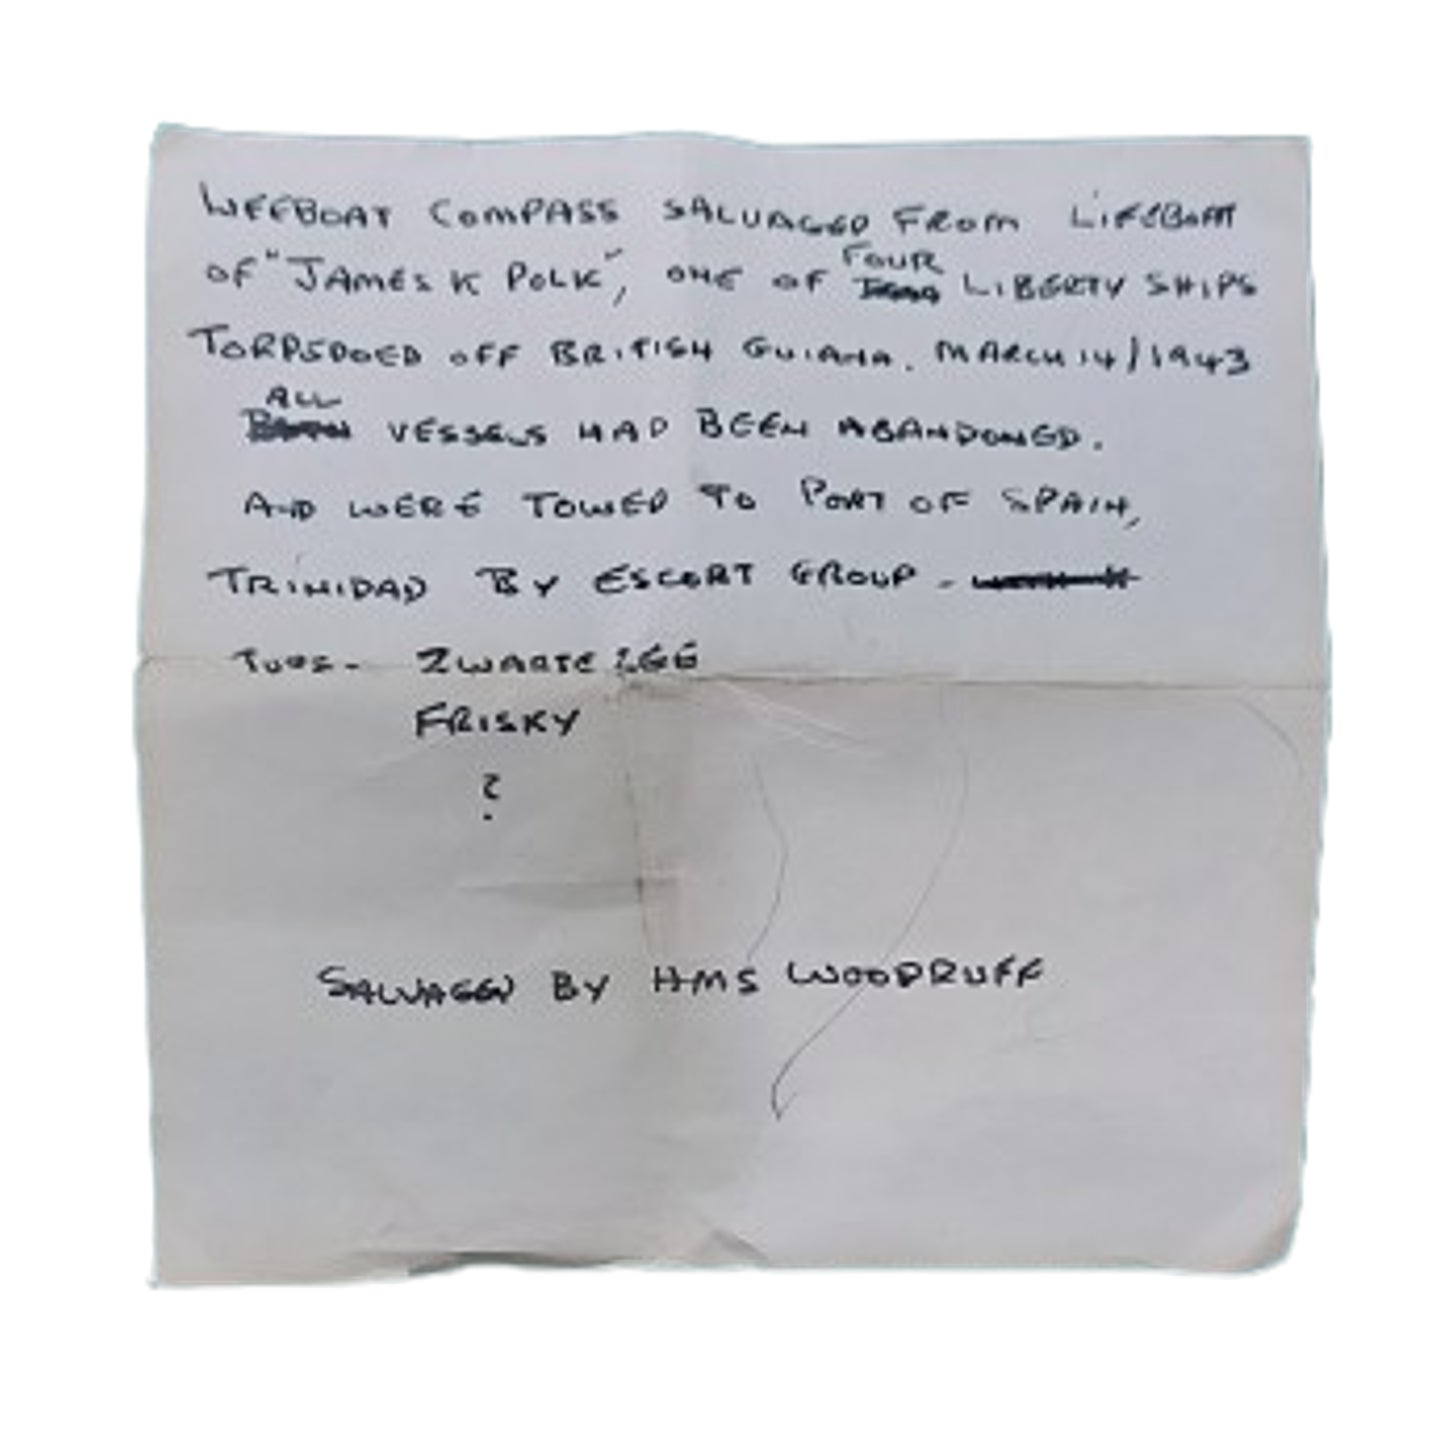 LIFEBOAT COMPASS SALVAGED FROM LIFEBOAT
OF "JAMES K POLK", ONE OF FOUR LIBERTY SHIPS
TORPEDOED OFF BRITISH GUIANA. MARCH 14/1943
ALL VESSELS HAD BEEN ABANDONED.
AND WERE TOWED TO PORT OF SPAIN,
TRINIDAD BY ESCORT GROUP -
TUGS - ZWARTE ZEE
FRISKY
?
SALVAGED BY HMS WOODRUFF